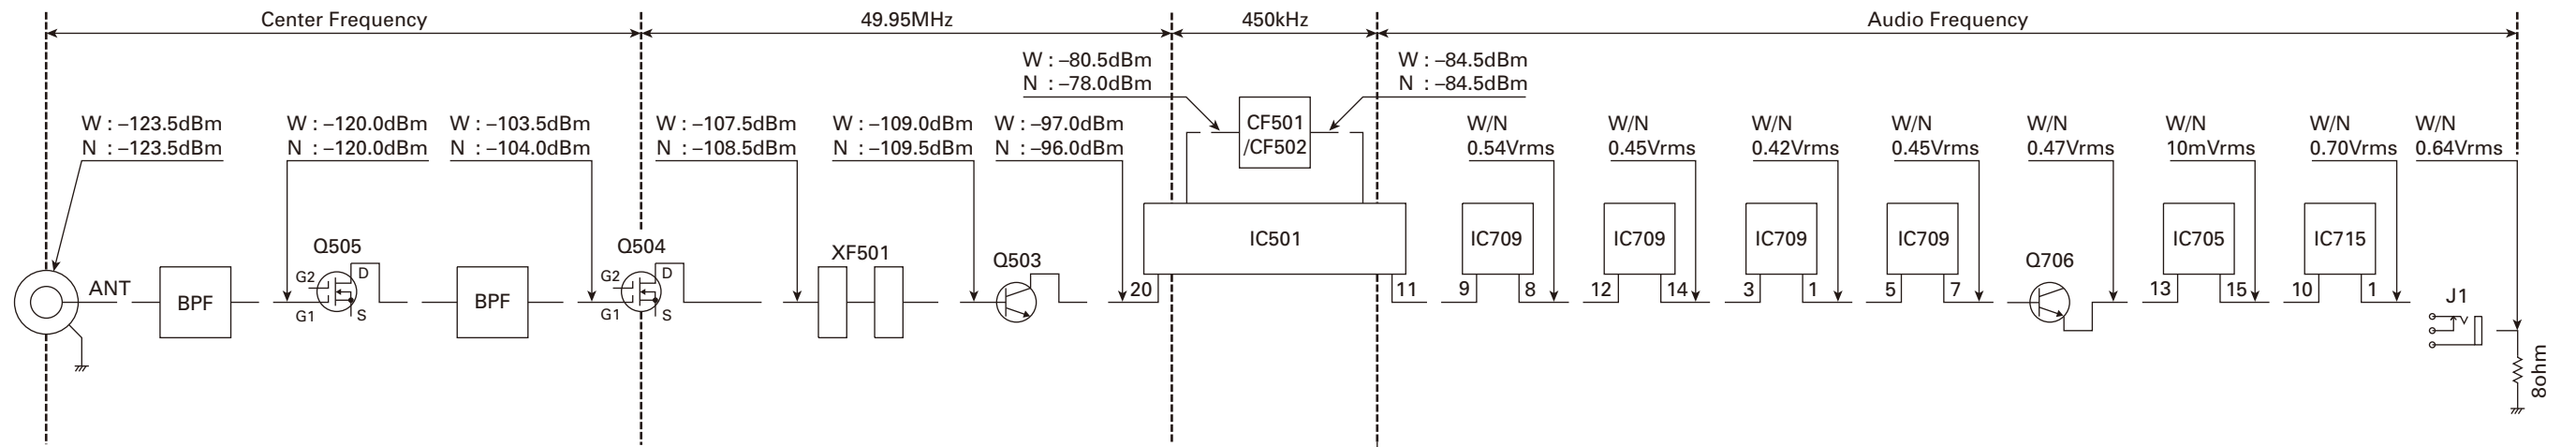 Center Frequency
49.95MHz
450kHz
Audio Frequency
W : –80.5dBm
N : –78.0dBm
W : –84.5dBm
N : –84.5dBm
W : –123.5dBm
N : –123.5dBm
W : –120.0dBm
N : –120.0dBm
W : –103.5dBm
N : –104.0dBm
W : –107.5dBm
N : –108.5dBm
W : –109.0dBm
N : –109.5dBm
W : –97.0dBm
N : –96.0dBm
CF501
/CF502
W/N
0.54Vrms
W/N
0.45Vrms
W/N
0.42Vrms
W/N
0.45Vrms
W/N
0.47Vrms
W/N
10mVrms
W/N
0.70Vrms
W/N
0.64Vrms
ANT
BPF
Q505
G2
D
G1
S
BPF
Q504
G2
D
G1
S
XF501
Q503
20
IC501
11
IC709
9
8
IC709
12
14
IC709
3
1
IC709
5
7
Q706
IC705
13
15
IC715
10
1
J1
8ohm